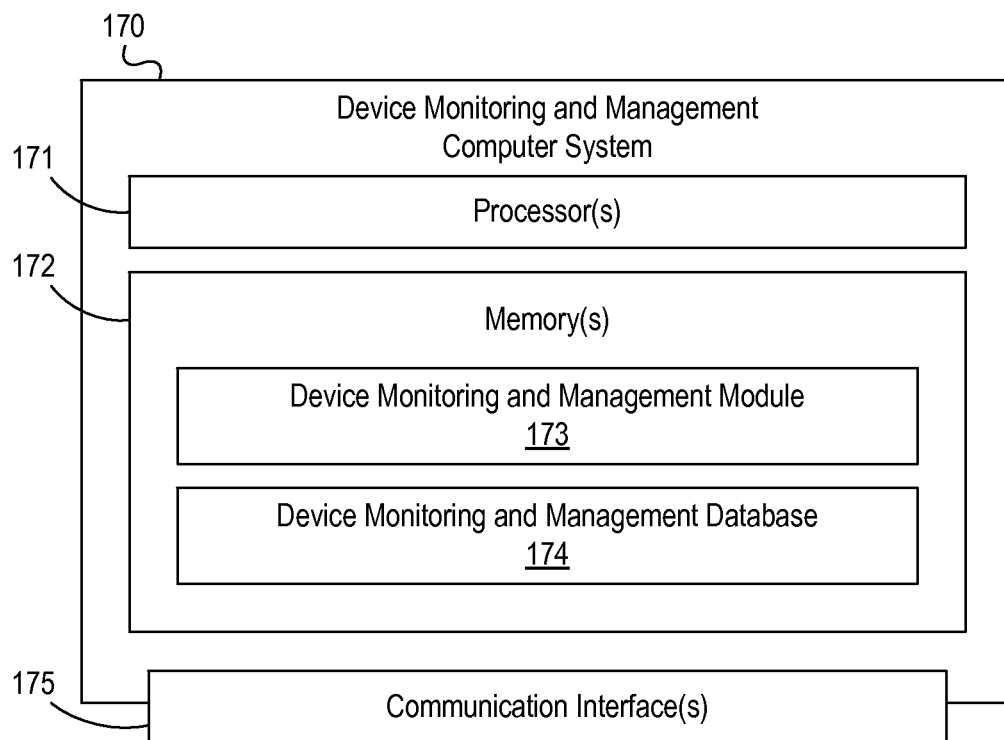 170
Device Monitoring and Management
Computer System
171
Processor(s)
172
Memory(s)
Device Monitoring and Management Module
173
Device Monitoring and Management Database
174
175
Communication Interface(s)